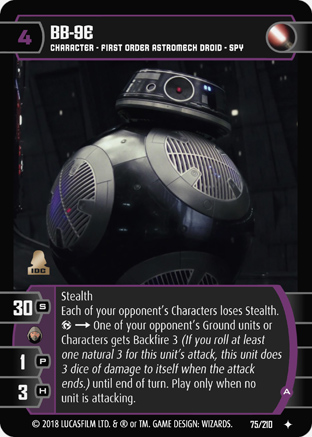 4 BB-9E
CHARACTER - FIRST ORDER ASTROMECH DROID - SPY
IDC
30 S
1 P
3 H
Stealth
Each of your opponent's Characters loses Stealth.
One of your opponent's Ground units or
Characters gets Backfire 3 (If you roll at least
one natural 3 for this unit's attack, this unit does
3 dice of damage to itself when the attack
ends.) until end of turn. Play only when no
unit is attacking.
A
© 2018 LUCASFILM LTD. & ® or TM. GAME DESIGN: WIZARDS. 75/210